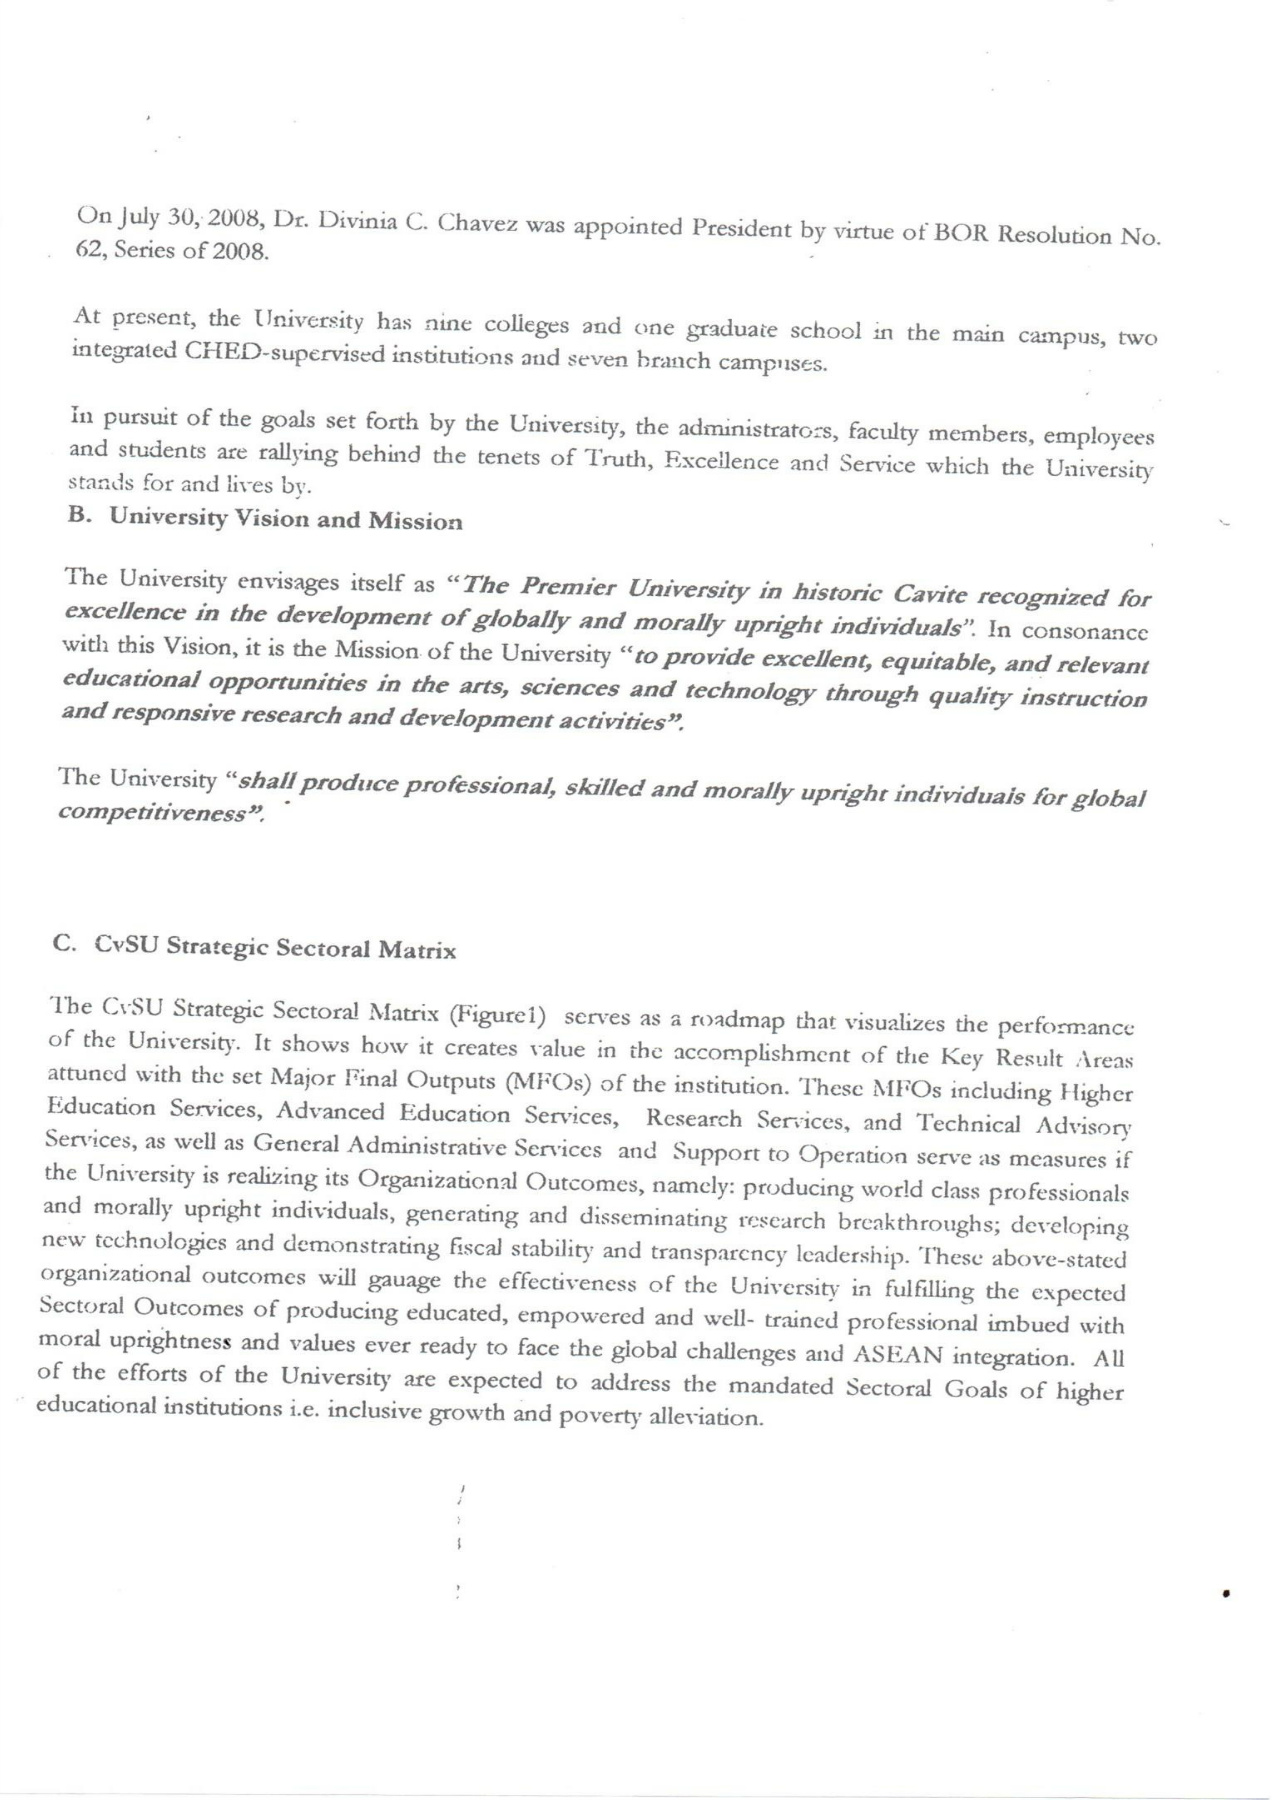 On July 30, 2008, Dr. Divinia C. Chavez was appointed President by virtue of BOR Resolution No.
62, Series of 2008.
At present, the University has nine colleges and one graduate school in the main campus, two
integrated CHED-supervised institutions and seven branch campuses.
In pursuit of the goals set forth by the University, the administrators, faculty members, employees
and students are rallying behind the tenets of Truth, Excellence and Service which the University
stands for and lives by.
B. University Vision and Mission
The University envisages itself as “The Premier University in historic Cavite recognized for
excellence in the development of globally and morally upright individuals”. In consonance
with this Vision, it is the Mission of the University “to provide excellent, equitable, and relevant
educational opportunities in the arts, sciences and technology through quality instruction
and responsive research and development activities”.
The University “shall produce professional, skilled and morally upright individuals for global
competitiveness”.
C. CvSU Strategic Sectoral Matrix
The CvSU Strategic Sectoral Matrix (Figure1) serves as a roadmap that visualizes the performance
of the University. It shows how it creates value in the accomplishment of the Key Result Areas
attuned with the set Major Final Outputs (MFOs) of the institution. These MFOs including Higher
Education Services, Advanced Education Services, Research Services, and Technical Advisory
Services, as well as General Administrative Services and Support to Operation serve as measures if
the University is realizing its Organizational Outcomes, namely: producing world class professionals
and morally upright individuals, generating and disseminating research breakthroughs; developing
new technologies and demonstrating fiscal stability and transparency leadership. These above-stated
organizational outcomes will gauage the effectiveness of the University in fulfilling the expected
Sectoral Outcomes of producing educated, empowered and well- trained professional imbued with
moral uprightness and values ever ready to face the global challenges and ASEAN integration. All
of the efforts of the University are expected to address the mandated Sectoral Goals of higher
educational institutions i.e. inclusive growth and poverty alleviation.